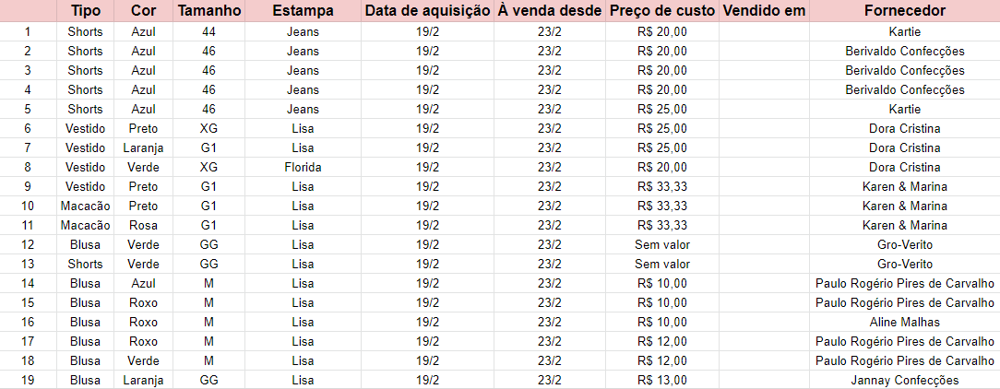 Tipo Cor Tamanho Estampa Data de aquisição À venda desde Preço de custo Vendido em Fornecedor
1 Shorts Azul 44 Jeans 19/2 23/2 R$ 20,00 Kartie
2 Shorts Azul 46 Jeans 19/2 23/2 R$ 20,00 Berivaldo Confecções
3 Shorts Azul 46 Jeans 19/2 23/2 R$ 20,00 Berivaldo Confecções
4 Shorts Azul 46 Jeans 19/2 23/2 R$ 20,00 Berivaldo Confecções
5 Shorts Azul 46 Jeans 19/2 23/2 R$ 25,00 Kartie
6 Vestido Preto XG Lisa 19/2 23/2 R$ 25,00 Dora Cristina
7 Vestido Laranja G1 Lisa 19/2 23/2 R$ 25,00 Dora Cristina
8 Vestido Verde XG Florida 19/2 23/2 R$ 20,00 Dora Cristina
9 Vestido Preto G1 Lisa 19/2 23/2 R$ 33,33 Karen & Marina
10 Macacão Preto G1 Lisa 19/2 23/2 R$ 33,33 Karen & Marina
11 Macacão Rosa G1 Lisa 19/2 23/2 R$ 33,33 Karen & Marina
12 Blusa Verde GG Lisa 19/2 23/2 Sem valor Gro-Verito
13 Shorts Verde GG Lisa 19/2 23/2 Sem valor Gro-Verito
14 Blusa Azul M Lisa 19/2 23/2 R$ 10,00 Paulo Rogério Pires de Carvalho
15 Blusa Roxo M Lisa 19/2 23/2 R$ 10,00 Paulo Rogério Pires de Carvalho
16 Blusa Roxo M Lisa 19/2 23/2 R$ 10,00 Aline Malhas
17 Blusa Roxo M Lisa 19/2 23/2 R$ 12,00 Paulo Rogério Pires de Carvalho
18 Blusa Verde M Lisa 19/2 23/2 R$ 12,00 Paulo Rogério Pires de Carvalho
19 Blusa Laranja GG Lisa 19/2 23/2 R$ 13,00 Jannay Confecções